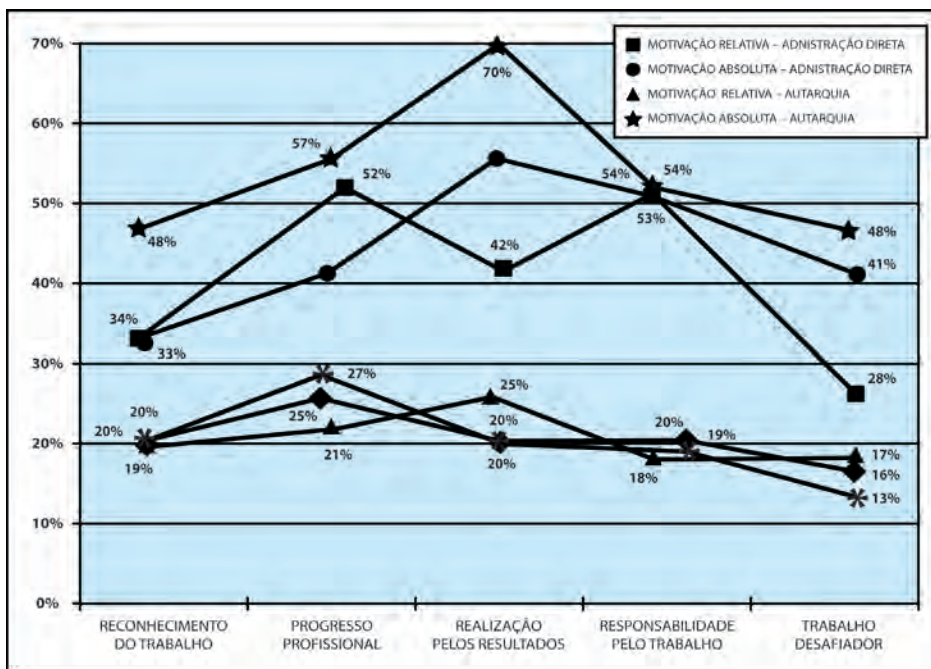 70%
60%
50%
40%
30%
20%
10%
0%
■ MOTIVAÇÃO RELATIVA – ADNISTRAÇÃO DIRETA
● MOTIVAÇÃO ABSOLUTA – ADNISTRAÇÃO DIRETA
▲ MOTIVAÇÃO RELATIVA – AUTARQUIA
★ MOTIVAÇÃO ABSOLUTA – AUTARQUIA
70%
57%
52%
54%
54%
53%
48%
48%
42%
41%
34%
33%
28%
27%
25%
25%
20%
20%
20%
20%
19%
17%
19%
21%
20%
18%
16%
13%
RECONHECIMENTO
DO TRABALHO
PROGRESSO
PROFISSIONAL
REALIZAÇÃO
PELOS RESULTADOS
RESPONSABILIDADE
PELO TRABALHO
TRABALHO
DESAFIADOR